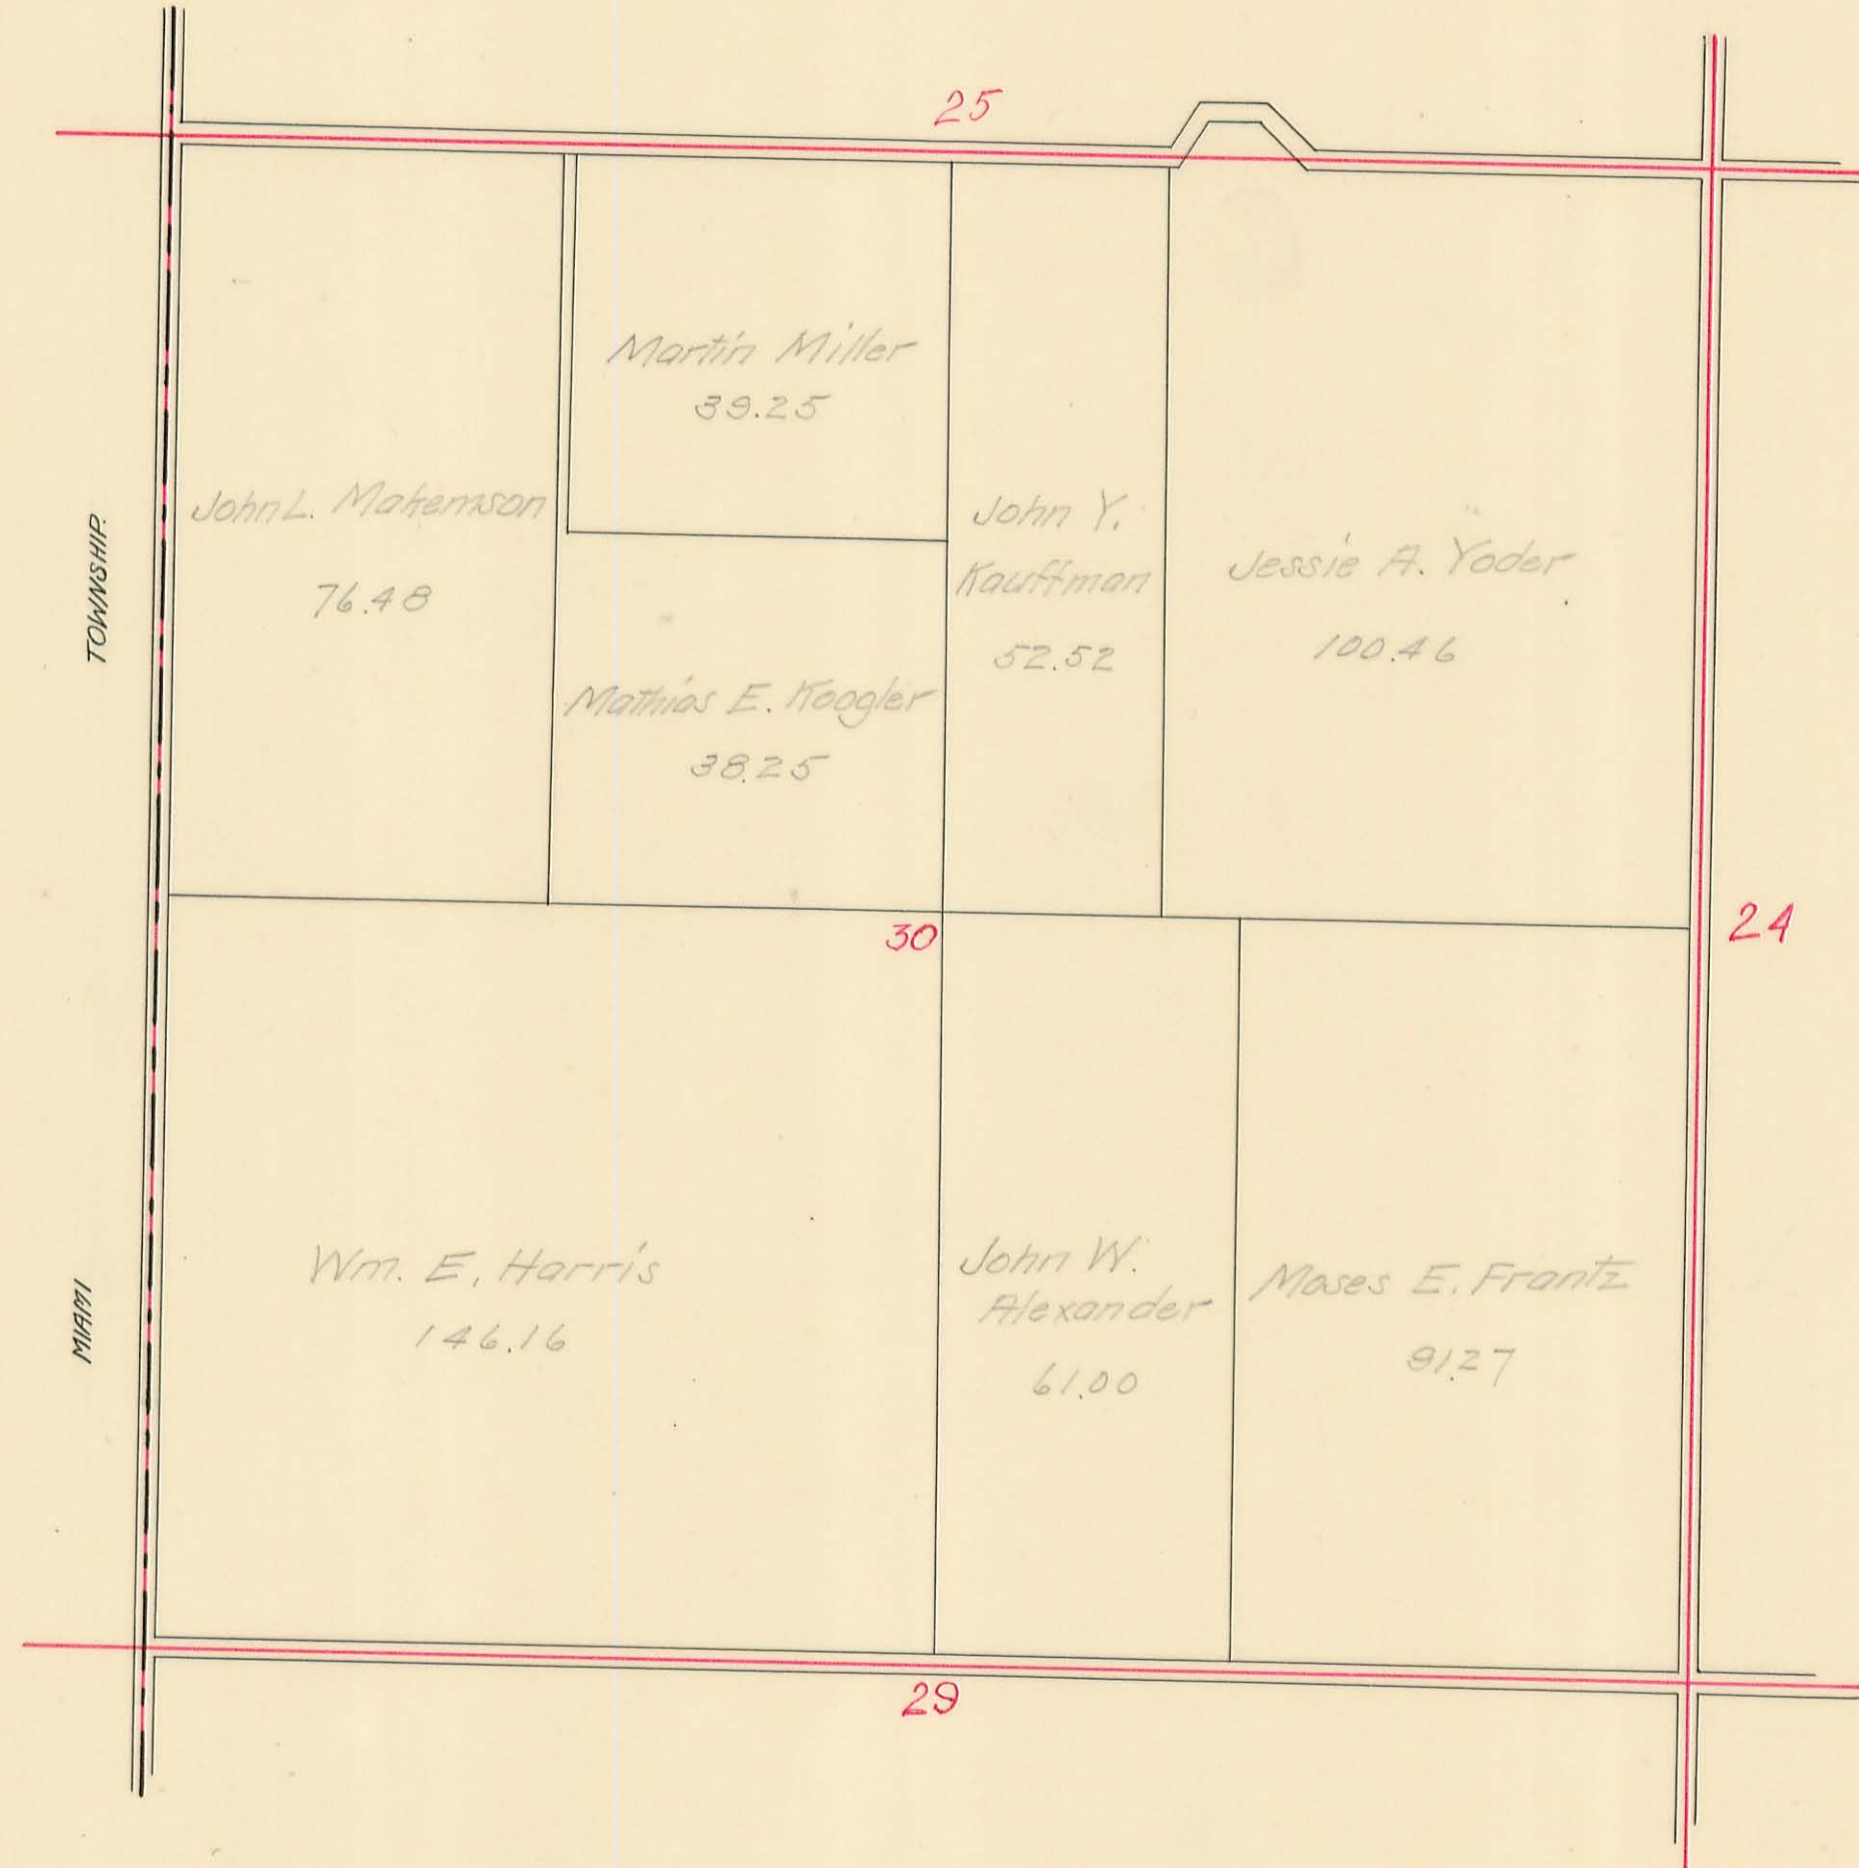 25
Martin Miller
39.25
John L. Makemson
76.48
John Y.
Kauffman
52.52
Jessie A. Yoder
100.46
Mathias E. Koogler
38.25
TOWNSHIP.
30
24
Wm. E. Harris
146.16
John W.
Alexander
61.00
Moses E. Frantz
91.27
MIAMI
29